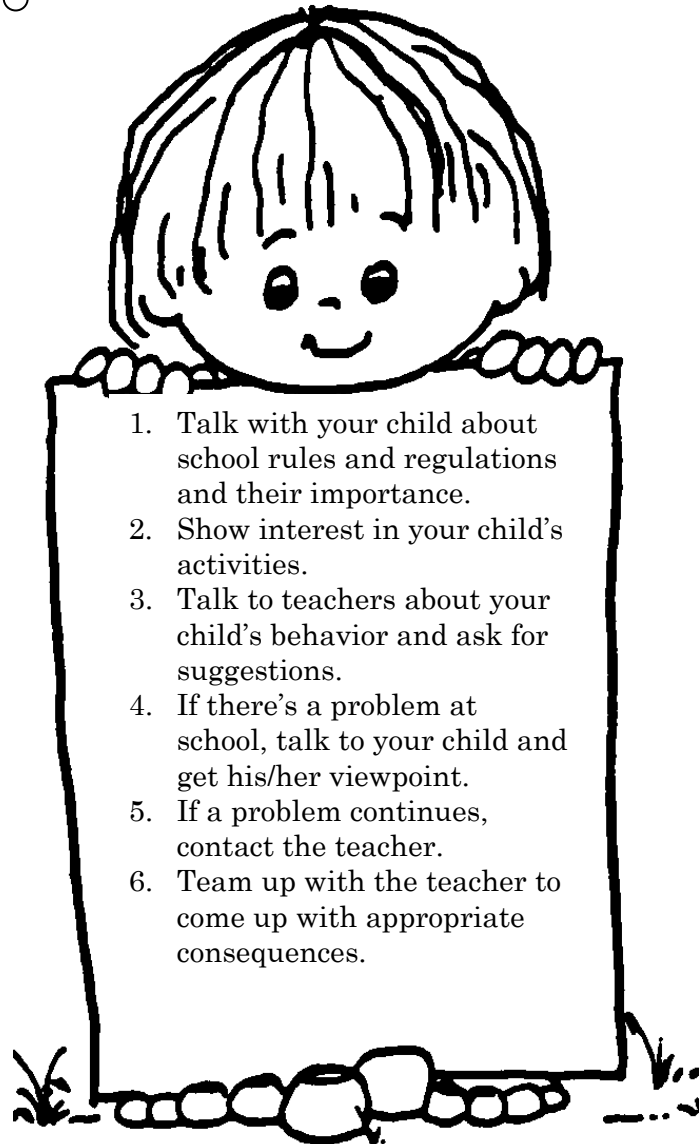 1. Talk with your child about
school rules and regulations
and their importance.
2. Show interest in your child’s
activities.
3. Talk to teachers about your
child’s behavior and ask for
suggestions.
4. If there’s a problem at
school, talk to your child and
get his/her viewpoint.
5. If a problem continues,
contact the teacher.
6. Team up with the teacher to
come up with appropriate
consequences.